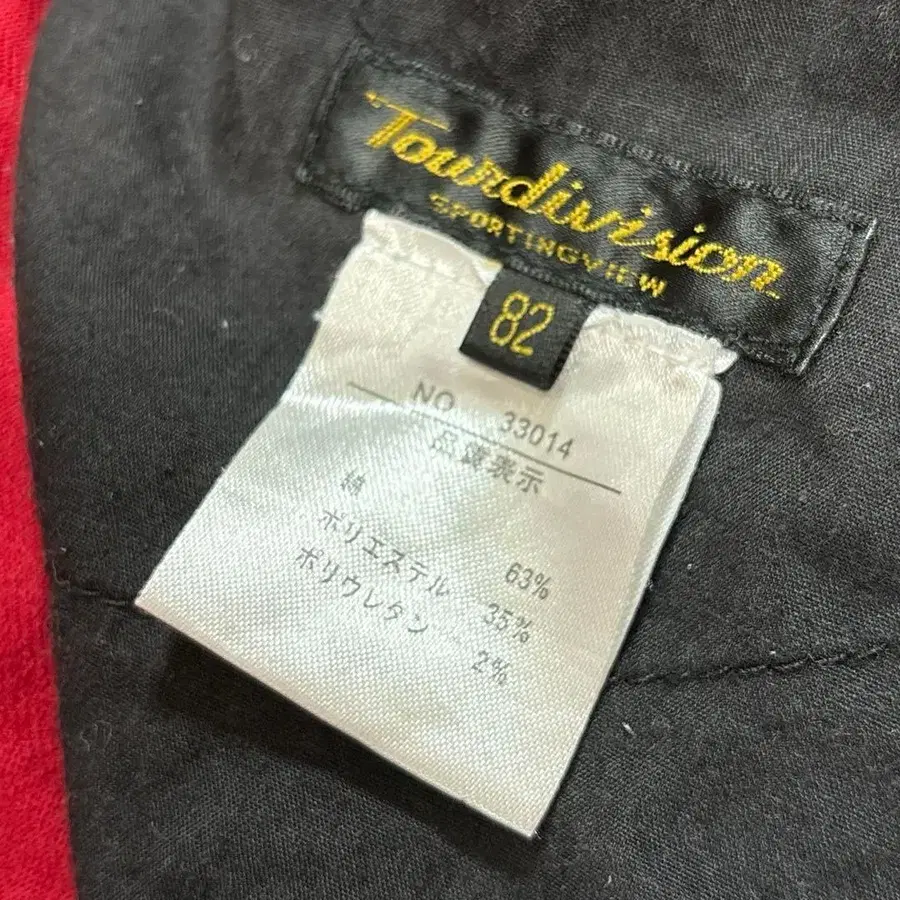 Tourdivision
SPORTINGVIEW
82
NO 33014
品質表示
綿 63%
ポリエステル 35%
ポリウレタン 2%